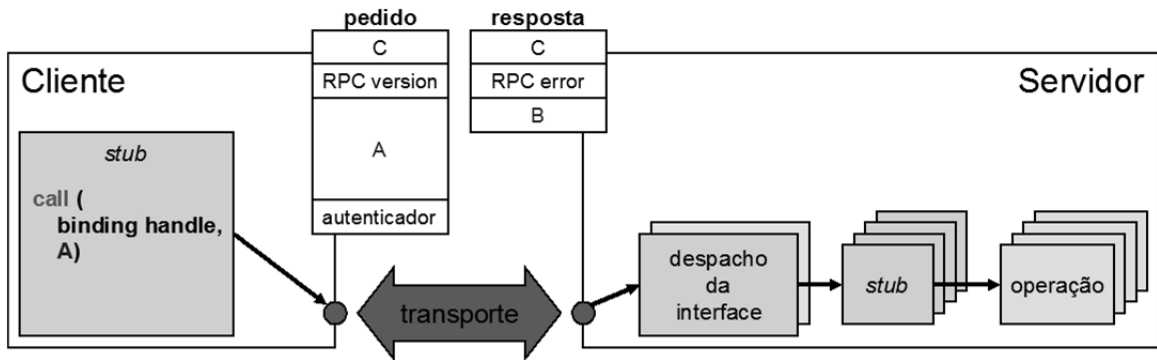 pedido
resposta
Cliente
C
RPC version
A
autenticador
C
RPC error
B
Servidor
stub
call (
binding handle,
A)
transporte
despacho
da
interface
stub
operação